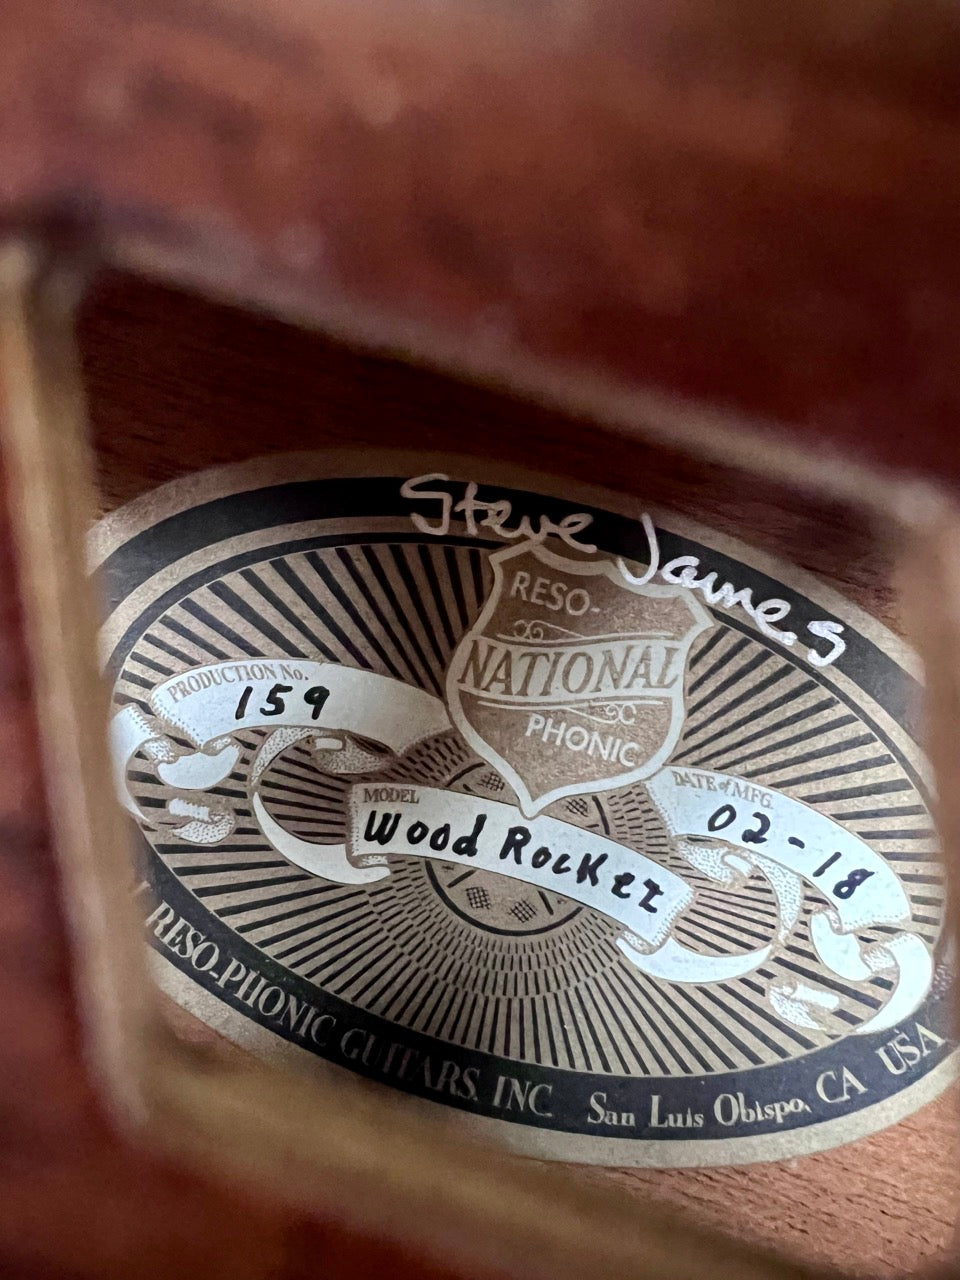 Steve James
RESO-
NATIONAL
PHONIC
PRODUCTION No.
159
MODEL
Wood Rocket
DATE of MFG.
02-18
RESO-PHONIC GUITARS, INC. San Luis Obispo, CA USA